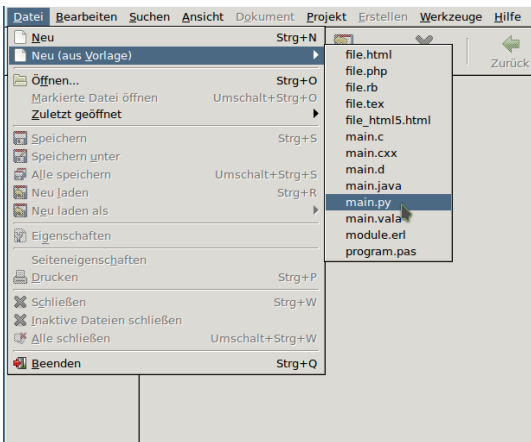 Datei Bearbeiten Suchen Ansicht Dokument Projekt Erstellen Werkzeuge Hilfe
Neu Strg+N
Neu (aus Vorlage)
Öffnen... Strg+O
Markierte Datei öffnen Umschalt+Strg+O
Zuletzt geöffnet
Speichern Strg+S
Speichern unter
Alle speichern Umschalt+Strg+S
Neu laden Strg+R
Neu laden als
Eigenschaften
Seiteneigenschaften
Drucken Strg+P
Schließen Strg+W
Inaktive Dateien schließen
Alle schließen Umschalt+Strg+W
Beenden Strg+Q
file.html
file.php
file.rb
file.tex
file_html5.html
main.c
main.cxx
main.d
main.java
main.py
main.vala
module.erl
program.pas
Zurück